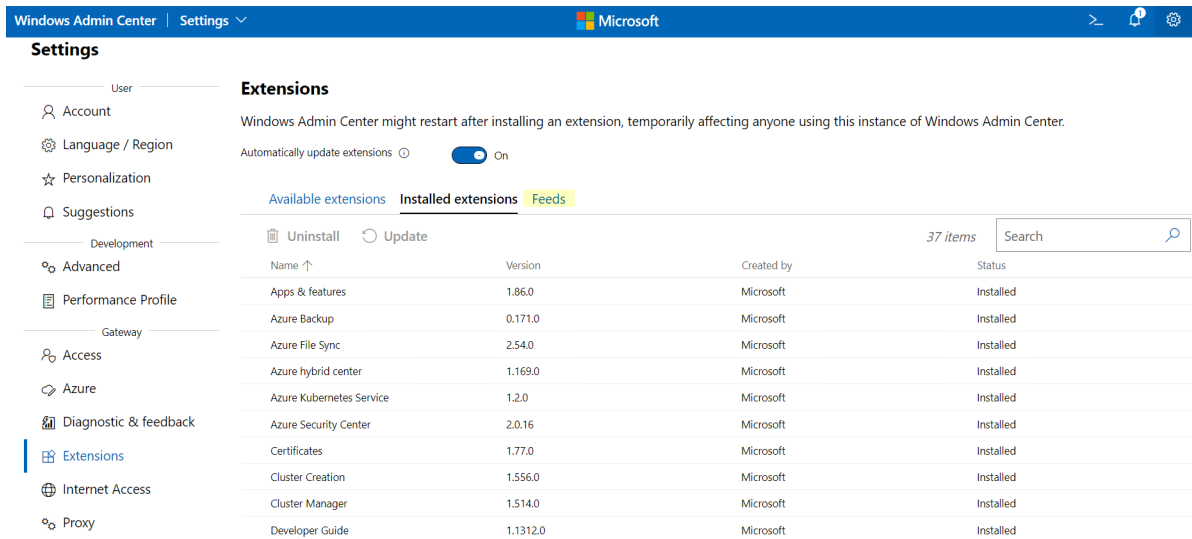 Windows Admin Center Settings Microsoft >_ 1
Settings
User
Account
Language / Region
Personalization
Suggestions
Development
Advanced
Performance Profile
Gateway
Access
Azure
Diagnostic & feedback
Extensions
Internet Access
Proxy
Extensions
Windows Admin Center might restart after installing an extension, temporarily affecting anyone using this instance of Windows Admin Center.
Automatically update extensions On
Available extensions Installed extensions Feeds
Uninstall Update 37 items Search
Name ↑ Version Created by Status
Apps & features 1.86.0 Microsoft Installed
Azure Backup 0.171.0 Microsoft Installed
Azure File Sync 2.54.0 Microsoft Installed
Azure hybrid center 1.169.0 Microsoft Installed
Azure Kubernetes Service 1.2.0 Microsoft Installed
Azure Security Center 2.0.16 Microsoft Installed
Certificates 1.77.0 Microsoft Installed
Cluster Creation 1.556.0 Microsoft Installed
Cluster Manager 1.514.0 Microsoft Installed
Developer Guide 1.1312.0 Microsoft Installed